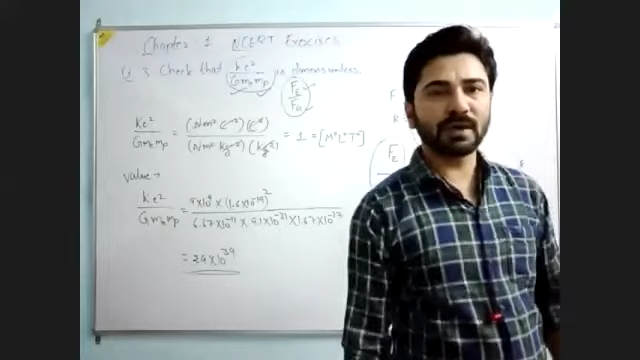 Chapter-1 NCERT Exercises
Q.3 Check that Ke²/GmₑmP is dimensionless.
FE/FG
Ke²/GmₑmP = (Nm² C⁻²)(C²)/(Nm² kg⁻²)(kg²) = 1 = [M⁰L⁰T⁰]
value →
Ke²/GmₑmP = 9×10⁹ × (1.6×10⁻¹⁹)²/6.67×10⁻¹¹ × 9.1×10⁻³¹ × 1.67×10⁻²⁷
= 2.9×10³⁹
F
K
FE